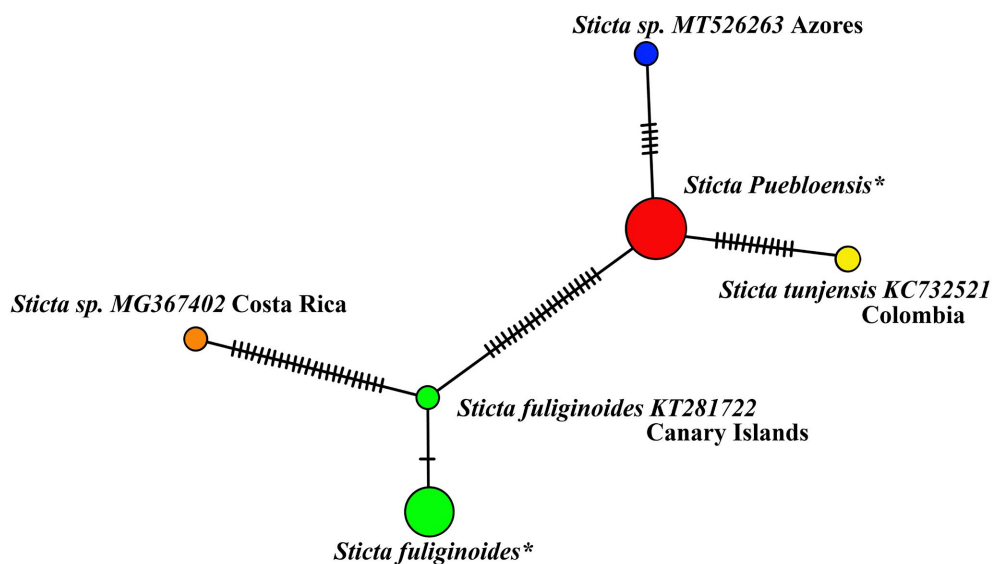 Sticta sp. MT526263 Azores
Sticta Puebloensis*
Sticta tunjensis KC732521
Colombia
Sticta sp. MG367402 Costa Rica
Sticta fuliginoides KT281722
Canary Islands
Sticta fuliginoides*